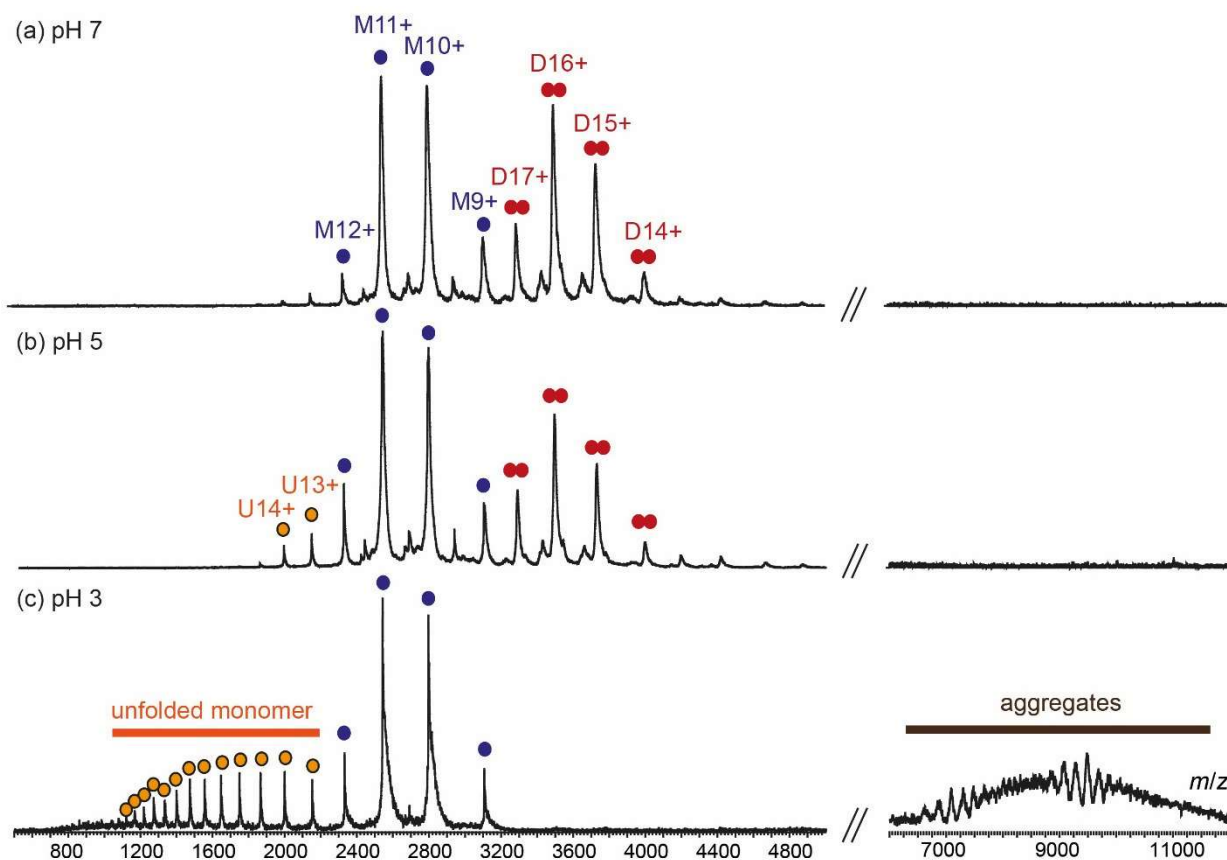 (a) pH 7
M11+
M10+
D16+
D15+
D17+
M9+
M12+
D14+
(b) pH 5
U13+
U14+
(c) pH 3
unfolded monomer
aggregates
m/z
800 1200 1600 2000 2400 2800 3200 3600 4000 4400 4800 7000 9000 11000